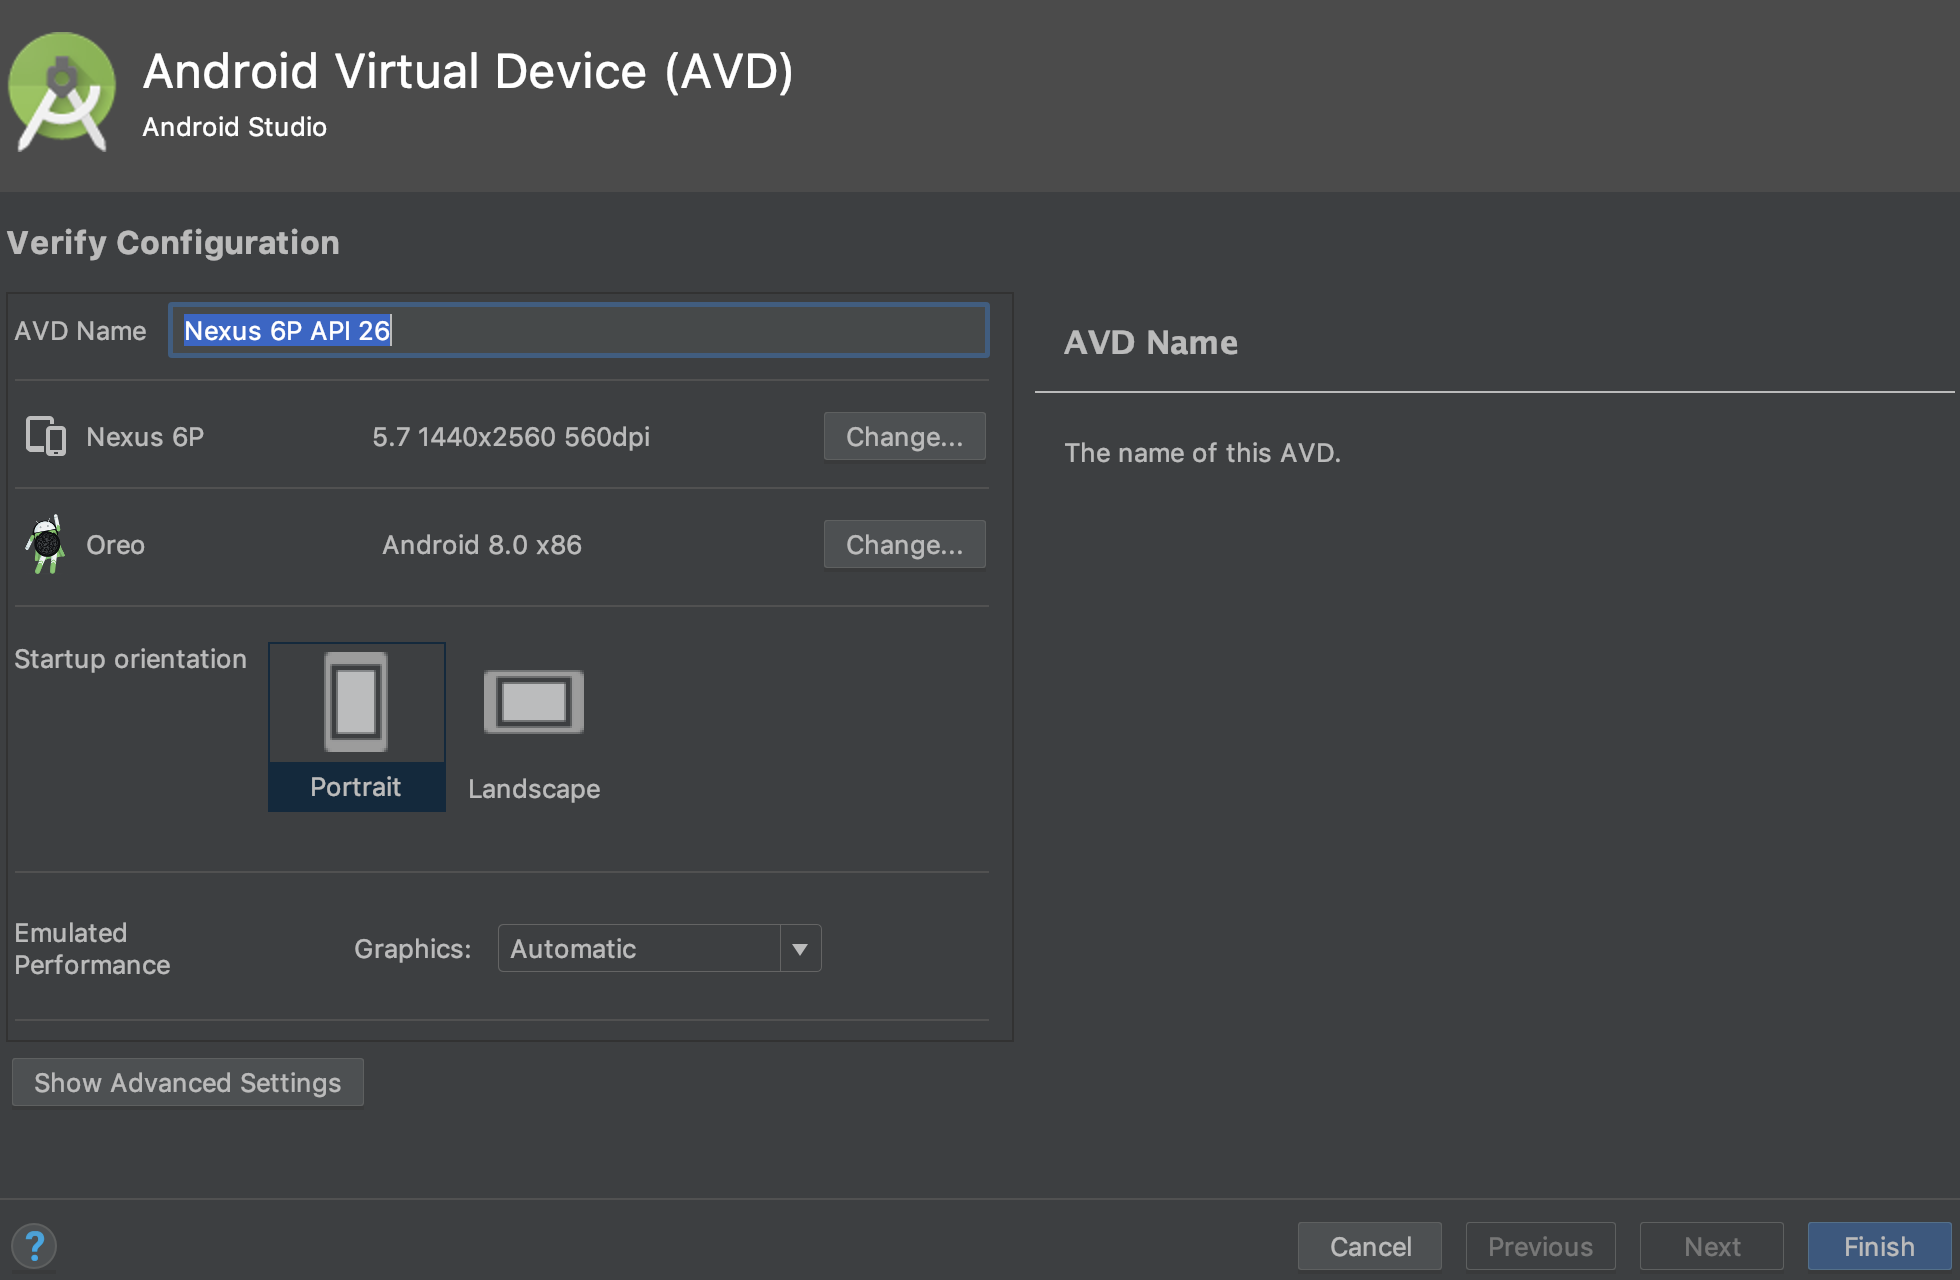 Android Virtual Device (AVD)
Android Studio
Verify Configuration
AVD Name
Nexus 6P API 26
Nexus 6P
5.7 1440x2560 560dpi
Change...
Oreo
Android 8.0 x86
Change...
Startup orientation
Portrait
Landscape
Emulated
Performance
Graphics:
Automatic
Show Advanced Settings
AVD Name
The name of this AVD.
?
Cancel
Previous
Next
Finish